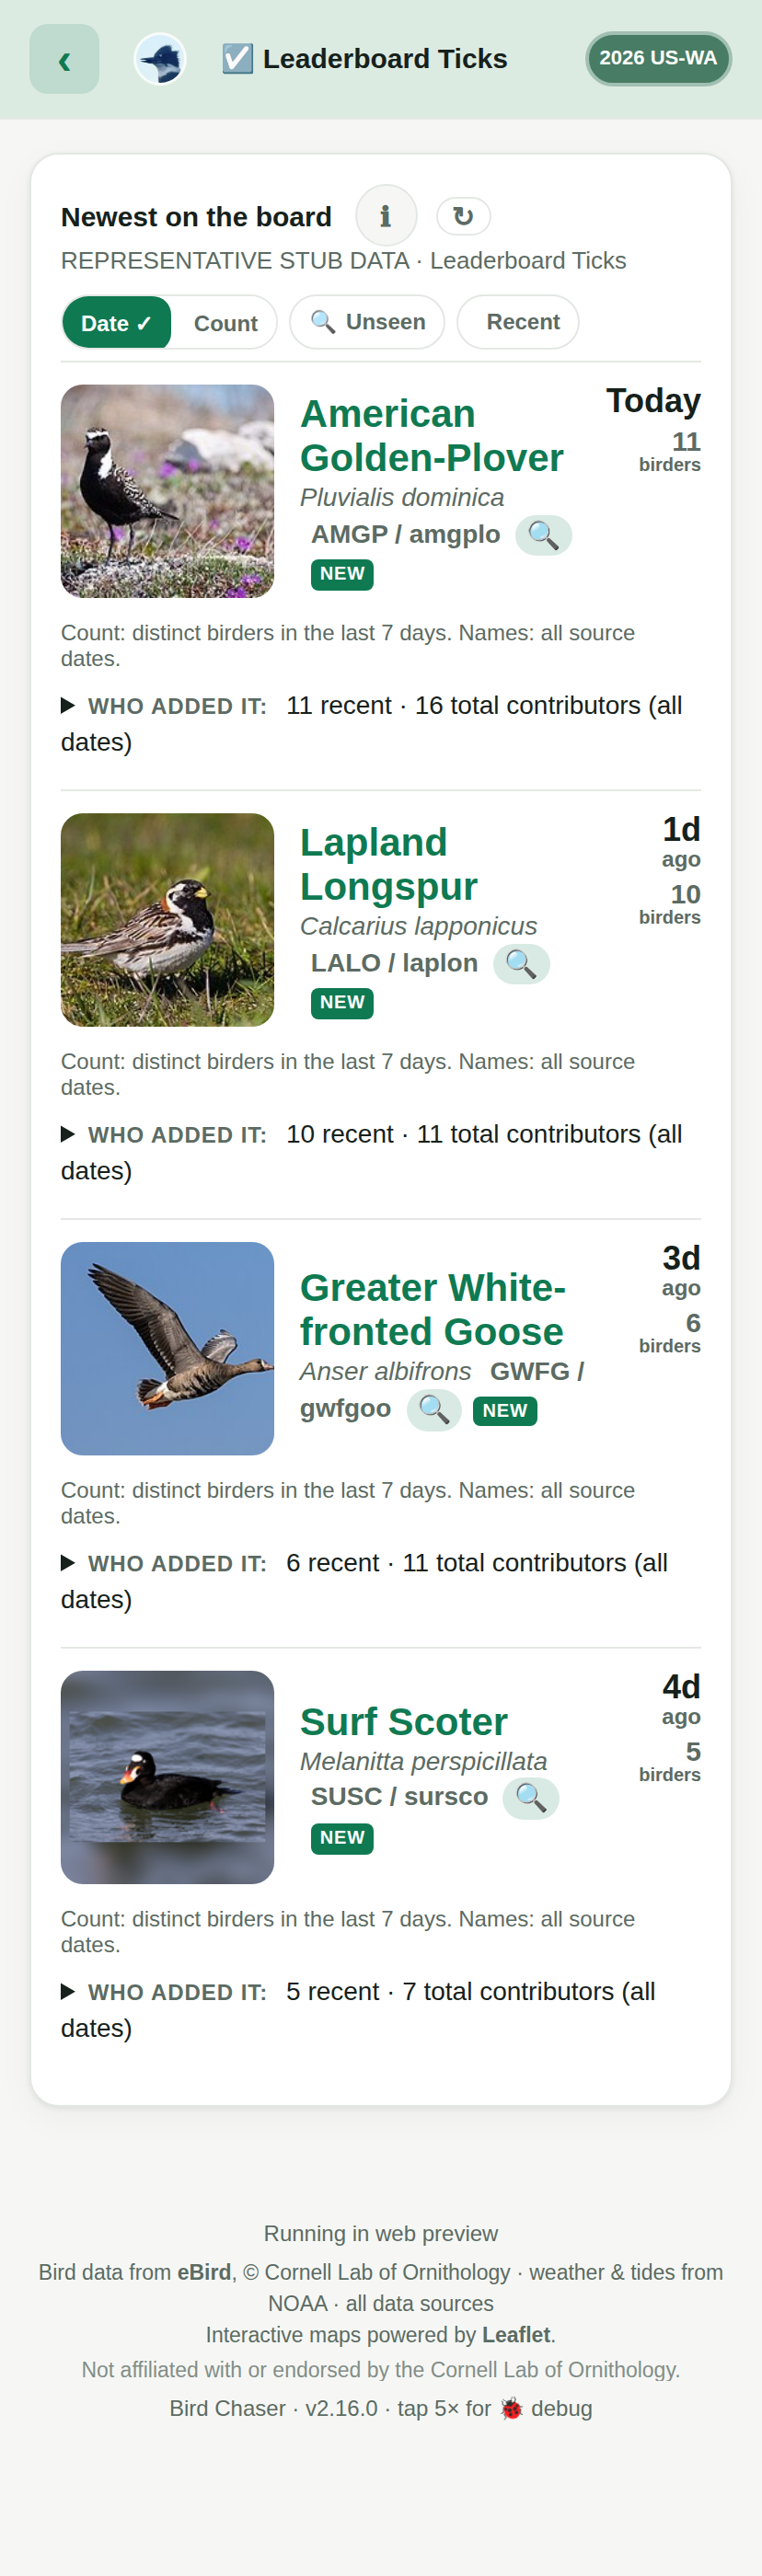 ‹ ☑️ Leaderboard Ticks 2026 US-WA
Newest on the board ℹ ↻
REPRESENTATIVE STUB DATA · Leaderboard Ticks
Date ✓ Count 🔍 Unseen Recent
American
Golden-Plover
Pluvialis dominica
AMGP / amgplo 🔍
NEW
Today
11
birders
Count: distinct birders in the last 7 days. Names: all source
dates.
▶ WHO ADDED IT: 11 recent · 16 total contributors (all
dates)
Lapland
Longspur
Calcarius lapponicus
LALO / laplon 🔍
NEW
1d
ago
10
birders
Count: distinct birders in the last 7 days. Names: all source
dates.
▶ WHO ADDED IT: 10 recent · 11 total contributors (all
dates)
Greater White-
fronted Goose
Anser albifrons GWFG /
gwfgoo 🔍 NEW
3d
ago
6
birders
Count: distinct birders in the last 7 days. Names: all source
dates.
▶ WHO ADDED IT: 6 recent · 11 total contributors (all
dates)
Surf Scoter
Melanitta perspicillata
SUSC / sursco 🔍
NEW
4d
ago
5
birders
Count: distinct birders in the last 7 days. Names: all source
dates.
▶ WHO ADDED IT: 5 recent · 7 total contributors (all
dates)
Running in web preview
Bird data from eBird, © Cornell Lab of Ornithology · weather & tides from
NOAA · all data sources
Interactive maps powered by Leaflet.
Not affiliated with or endorsed by the Cornell Lab of Ornithology.
Bird Chaser · v2.16.0 · tap 5× for 🐞 debug